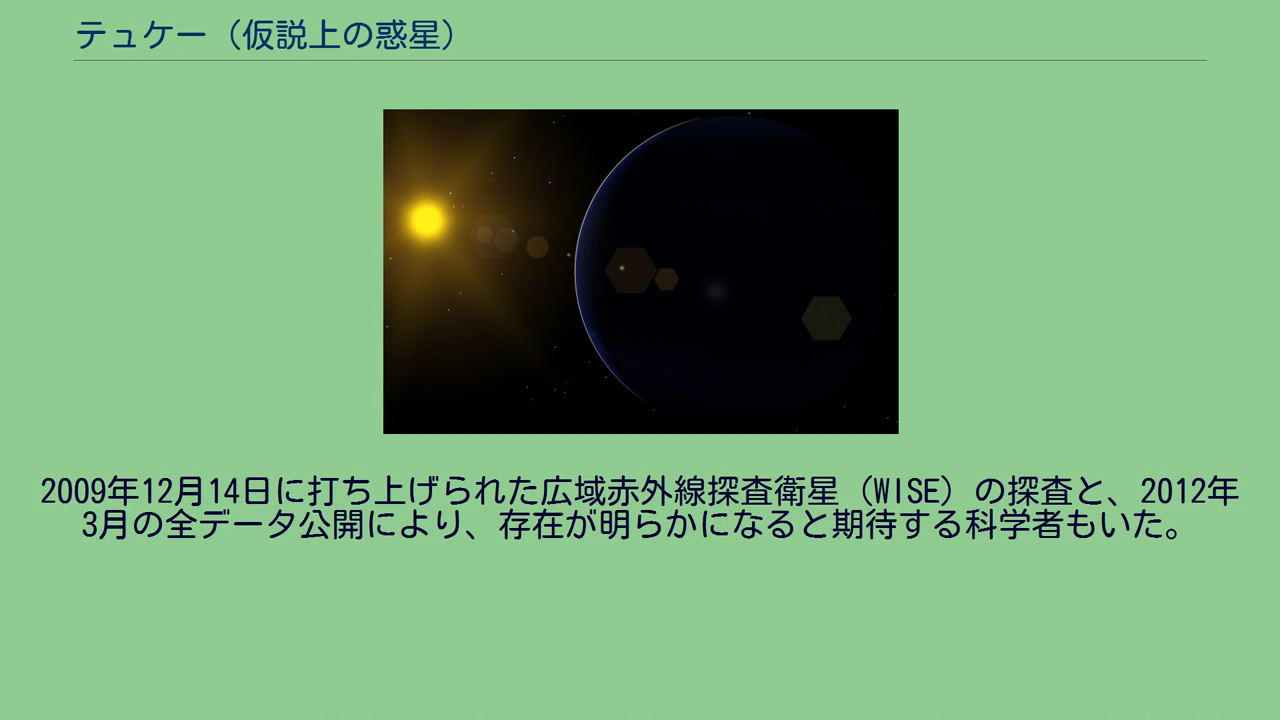 テュケー（仮説上の惑星）
2009年12月14日に打ち上げられた広域赤外線探査衛星（WISE）の探査と、2012年
3月の全データ公開により、存在が明らかになると期待する科学者もいた。